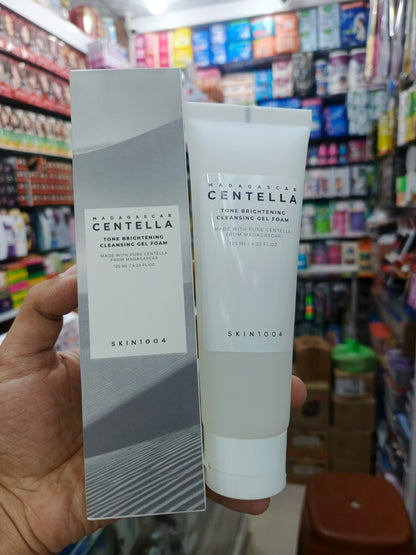 MADAGASCAR
CENTELLA
TONE BRIGHTENING
CLEANSING GEL FOAM
MADE WITH PURE CENTELLA
FROM MADAGASCAR
125 ML / 4.22 FL.OZ.
SKIN1004
MADAGASCAR
CENTELLA
TONE BRIGHTENING
CLEANSING GEL FOAM
MADE WITH PURE CENTELLA
FROM MADAGASCAR
125 ML / 4.22 FL.OZ
SKIN1004